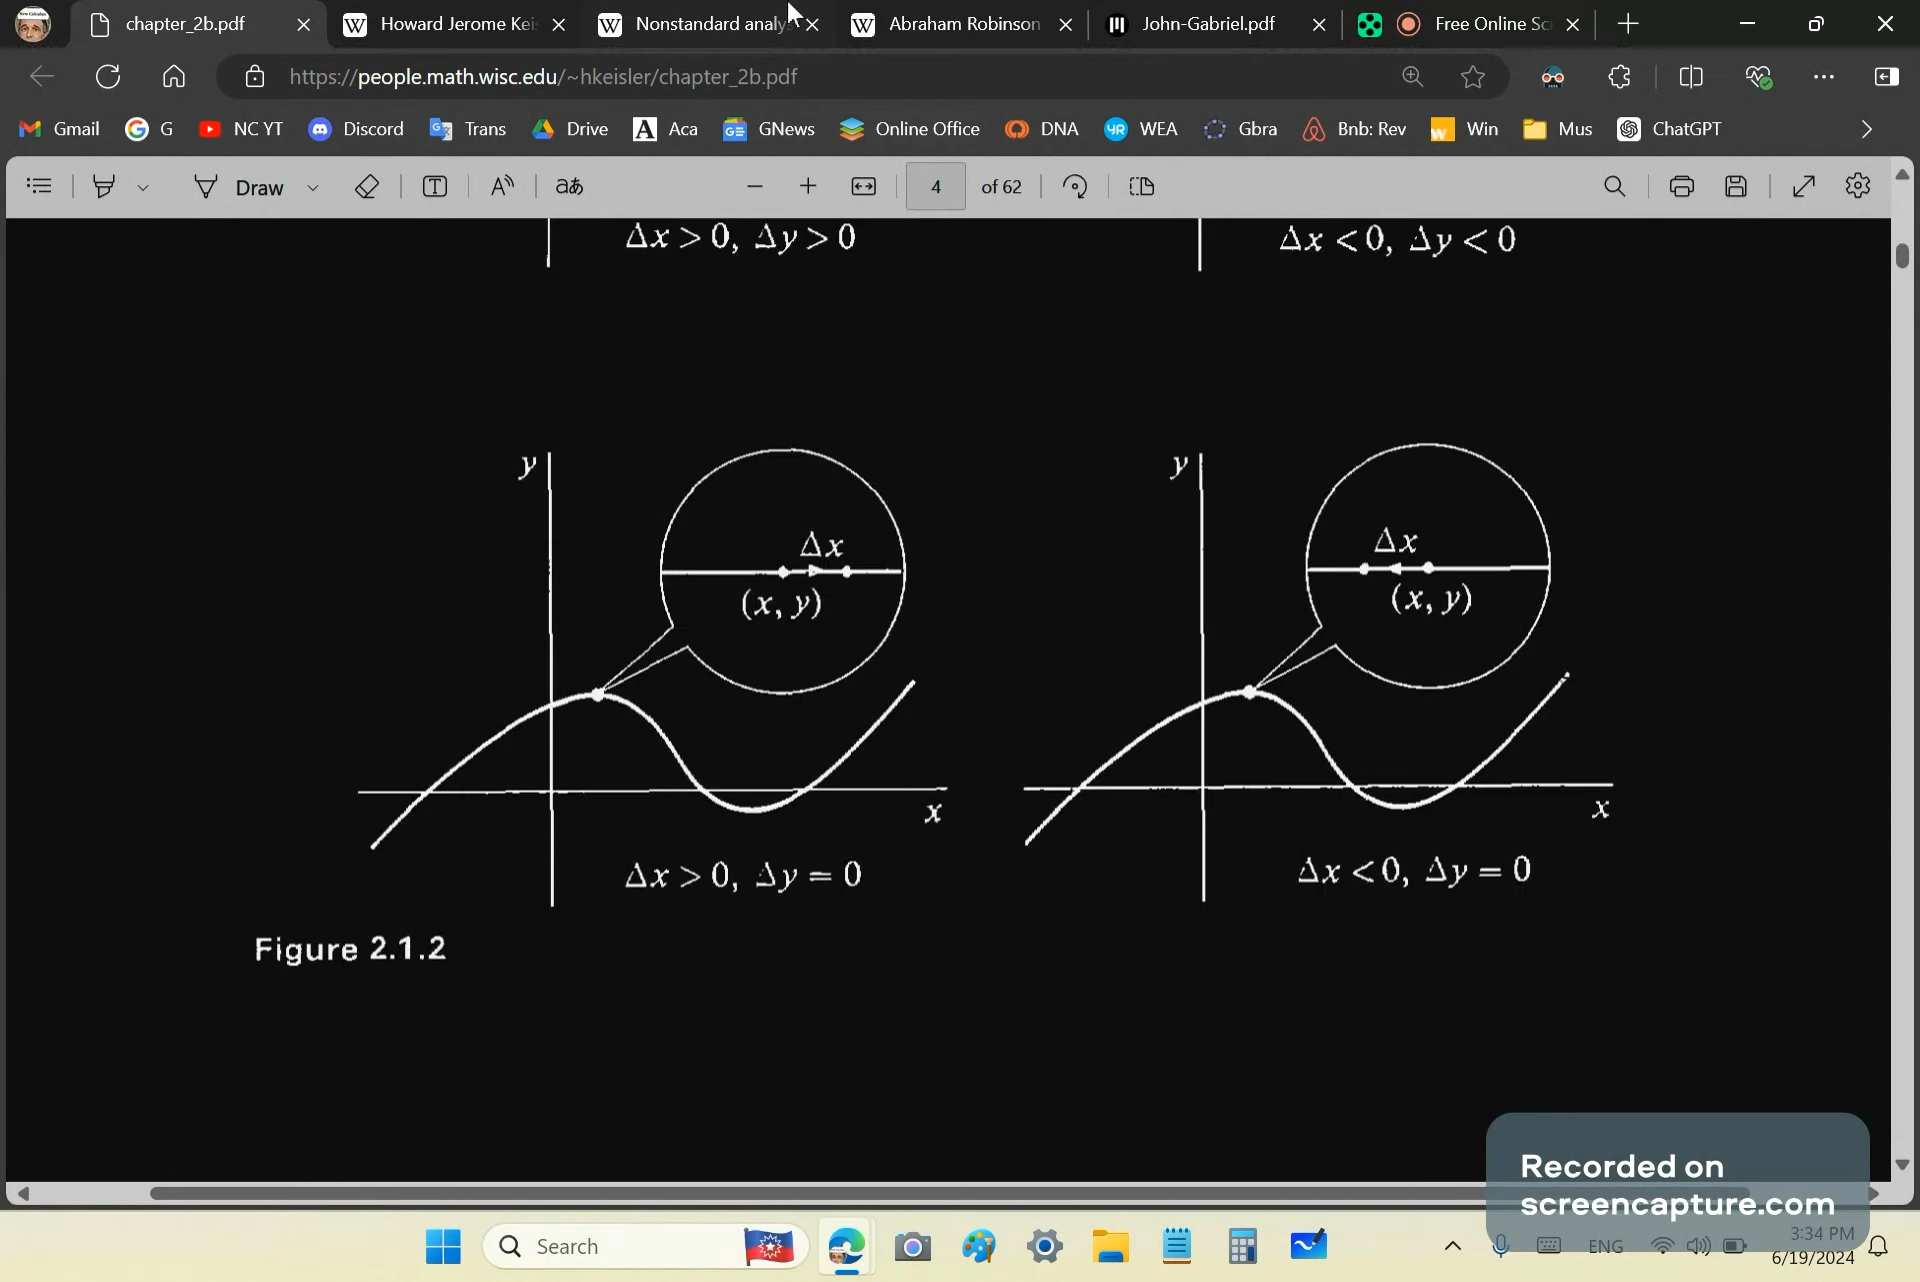 chapter_2b.pdf
Howard Jerome Kei
Nonstandard analy
Abraham Robinson
John-Gabriel.pdf
Free Online Sc
https://people.math.wisc.edu/~hkeisler/chapter_2b.pdf
Gmail
G
NC YT
Discord
Trans
Drive
Aca
GNews
Online Office
DNA
WEA
Gbra
Bnb: Rev
Win
Mus
ChatGPT
Draw
4 of 62
Δx > 0, Δy > 0
Δx < 0, Δy < 0
y
Δx
(x, y)
x
Δx > 0, Δy = 0
y
Δx
(x, y)
x
Δx < 0, Δy = 0
Figure 2.1.2
Recorded on
screencapture.com
Search
ENG
3:34 PM
6/19/2024